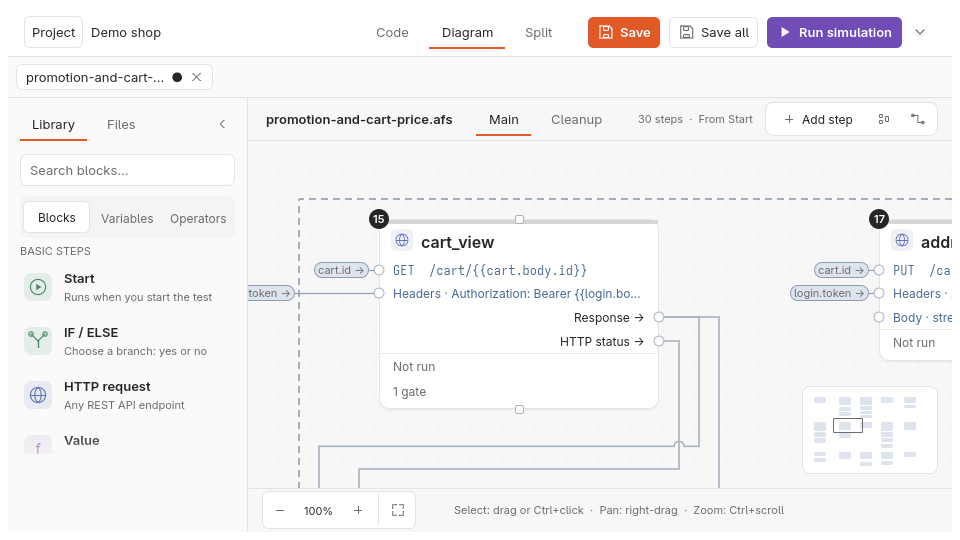 Project Demo shop Code Diagram Split Save Save all Run simulation
promotion-and-cart-...
Library Files
promotion-and-cart-price.afs Main Cleanup 30 steps · From Start + Add step
Search blocks...
Blocks Variables Operators
BASIC STEPS
Start
Runs when you start the test
IF / ELSE
Choose a branch: yes or no
HTTP request
Any REST API endpoint
Value
15
cart_view
cart.id →
GET /cart/{{cart.body.id}}
token →
Headers · Authorization: Bearer {{login.bo...
Response →
HTTP status →
Not run
1 gate
17
cart.id →
PUT
login.token →
Headers ·
Body ·
Not run
− 100% +
Select: drag or Ctrl+click · Pan: right-drag · Zoom: Ctrl+scroll